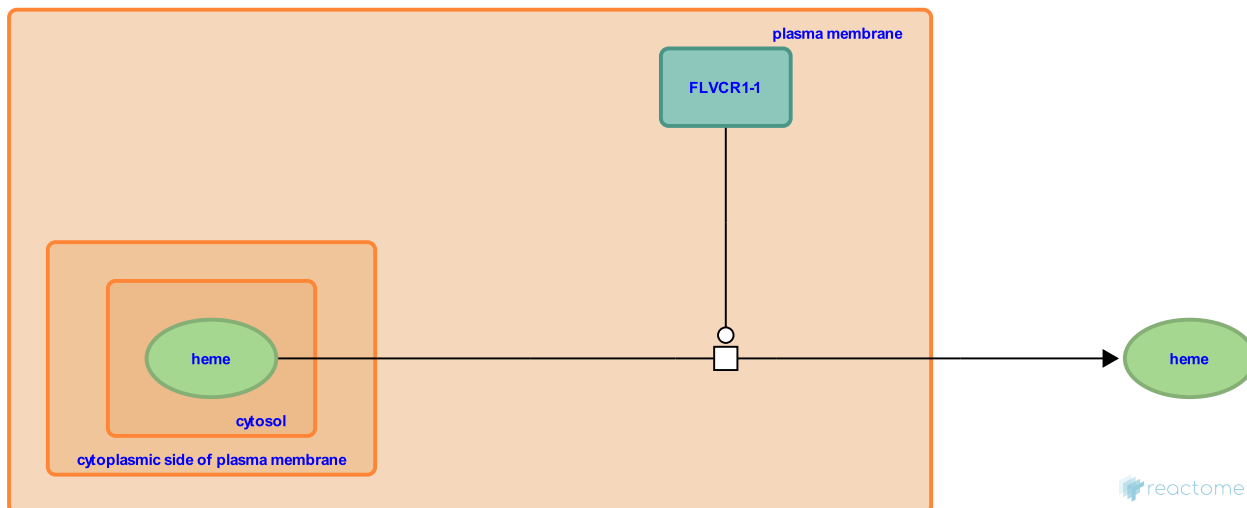 plasma membrane
FLVCR1-1
heme
heme
cytosol
cytoplasmic side of plasma membrane
reactome